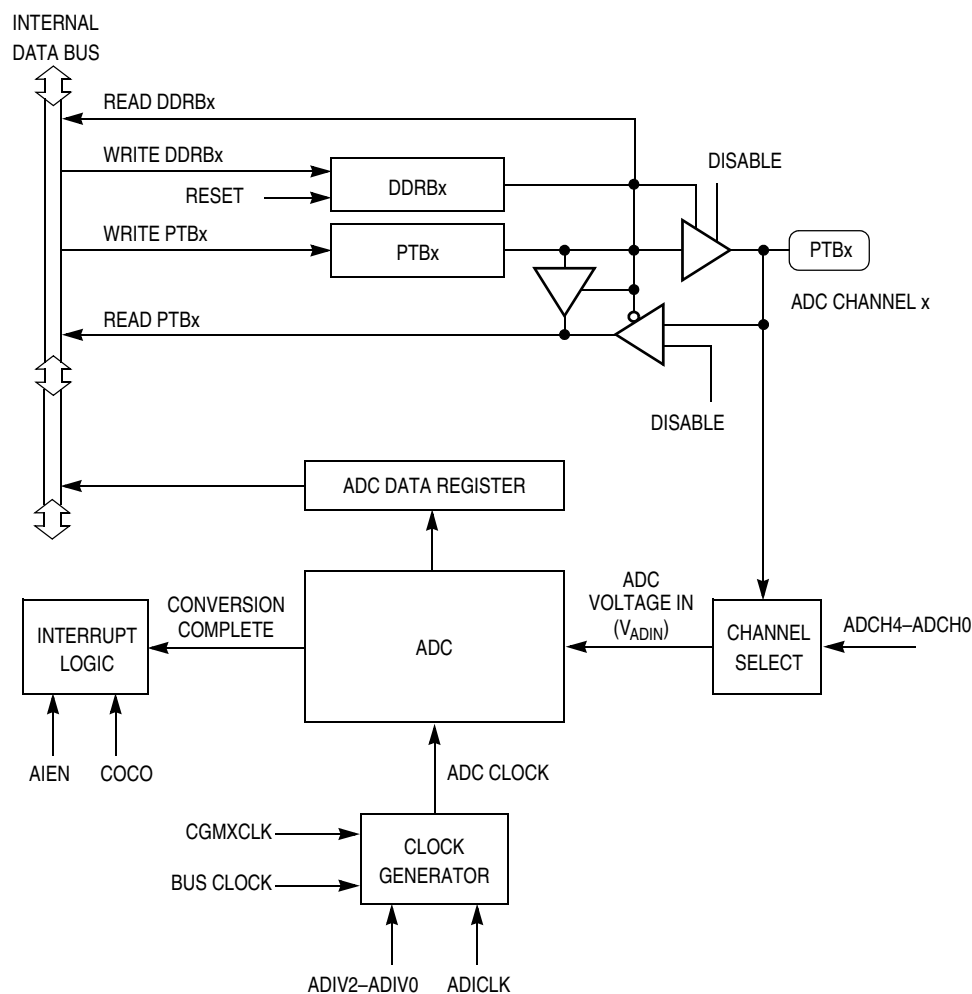 INTERNAL
DATA BUS
READ DDRBx
WRITE DDRBx
RESET
DDRBx
DISABLE
WRITE PTBx
PTBx
PTBx
ADC CHANNEL x
READ PTBx
DISABLE
ADC DATA REGISTER
INTERRUPT
LOGIC
CONVERSION
COMPLETE
ADC
ADC
VOLTAGE IN
(VADIN)
CHANNEL
SELECT
ADCH4–ADCH0
AIEN
COCO
ADC CLOCK
CGMXCLK
BUS CLOCK
CLOCK
GENERATOR
ADIV2–ADIV0
ADICLK